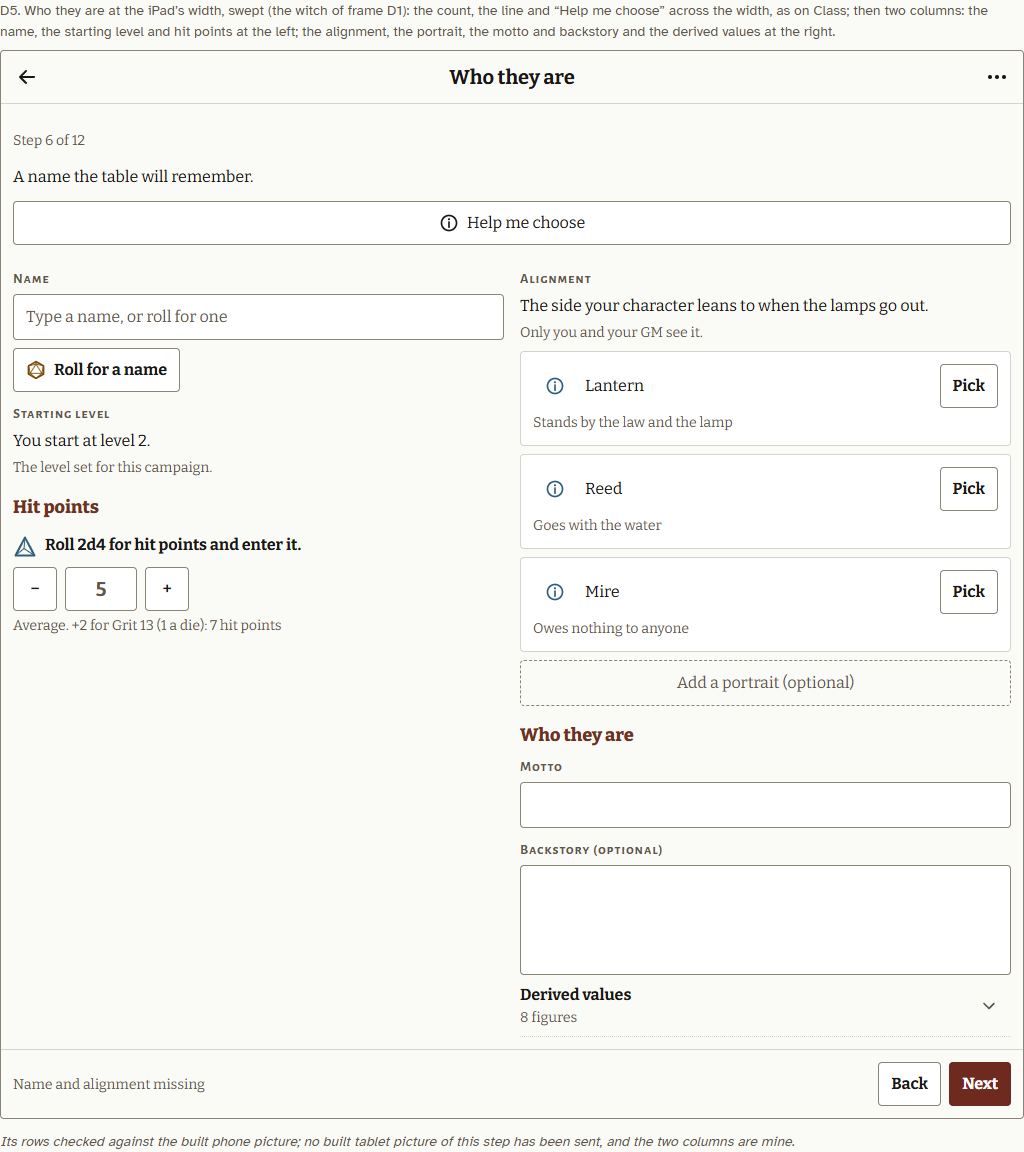 D5. Who they are at the iPad's width, swept (the witch of frame D1): the count, the line and “Help me choose” across the width, as on Class; then two columns: the
name, the starting level and hit points at the left; the alignment, the portrait, the motto and backstory and the derived values at the right.
Who they are
Step 6 of 12
A name the table will remember.
Help me choose
Name
Type a name, or roll for one
Roll for a name
Starting level
You start at level 2.
The level set for this campaign.
Hit points
Roll 2d4 for hit points and enter it.
− 5 +
Average. +2 for Grit 13 (1 a die): 7 hit points
Alignment
The side your character leans to when the lamps go out.
Only you and your GM see it.
Lantern Pick
Stands by the law and the lamp
Reed Pick
Goes with the water
Mire Pick
Owes nothing to anyone
Add a portrait (optional)
Who they are
Motto
Backstory (optional)
Derived values
8 figures
Name and alignment missing
Back Next
Its rows checked against the built phone picture; no built tablet picture of this step has been sent, and the two columns are mine.